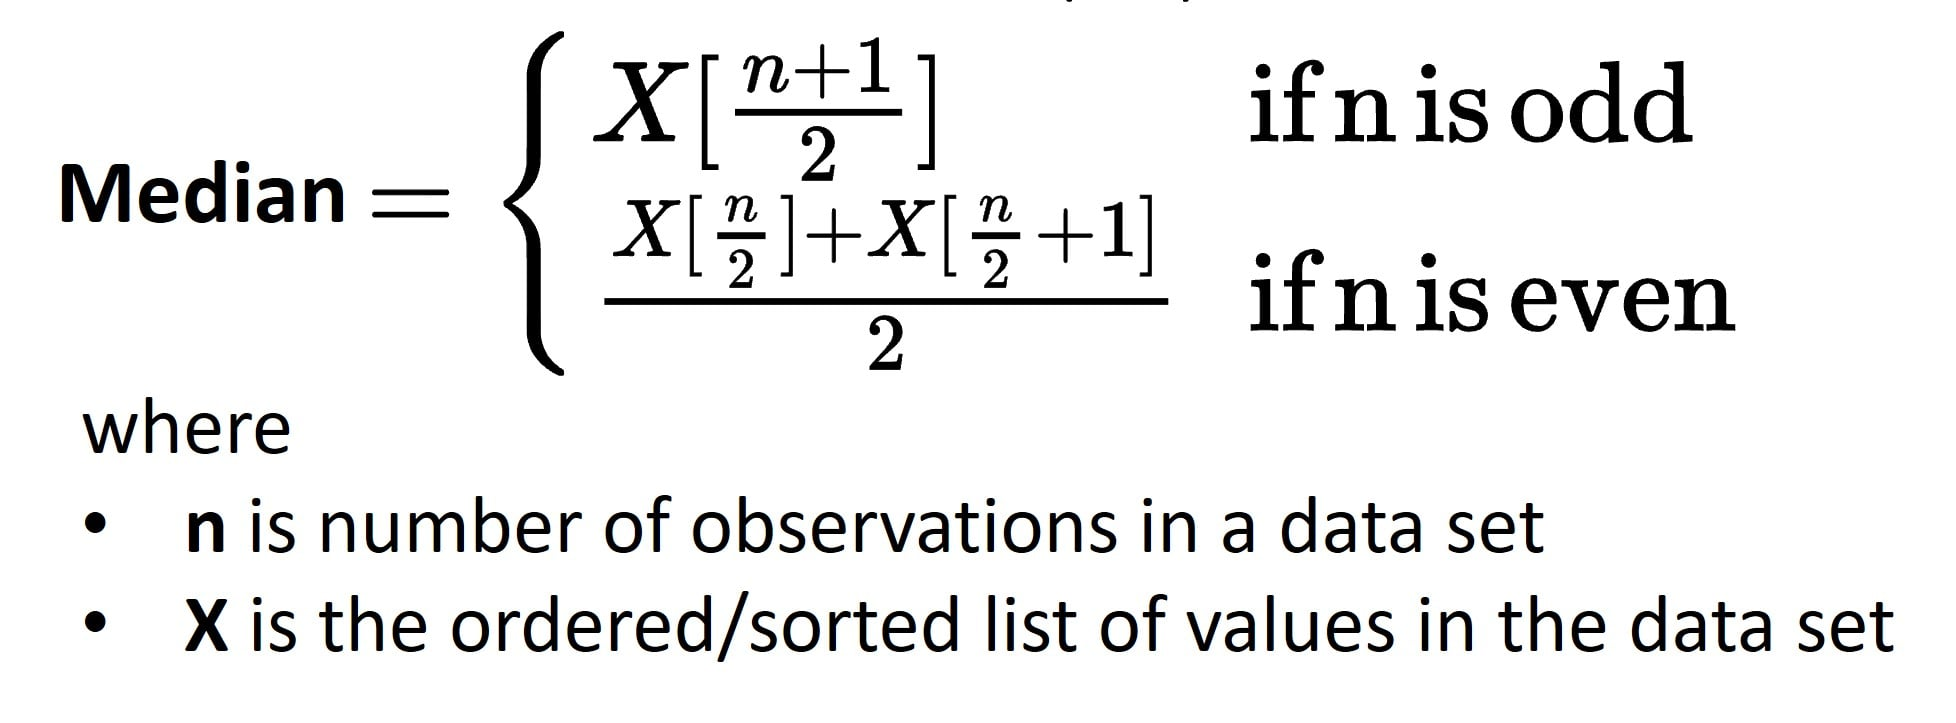 Median = { X[(n+1)/2] if n is odd
(X[n/2]+X[n/2+1])/2 if n is even
where
• n is number of observations in a data set
• X is the ordered/sorted list of values in the data set